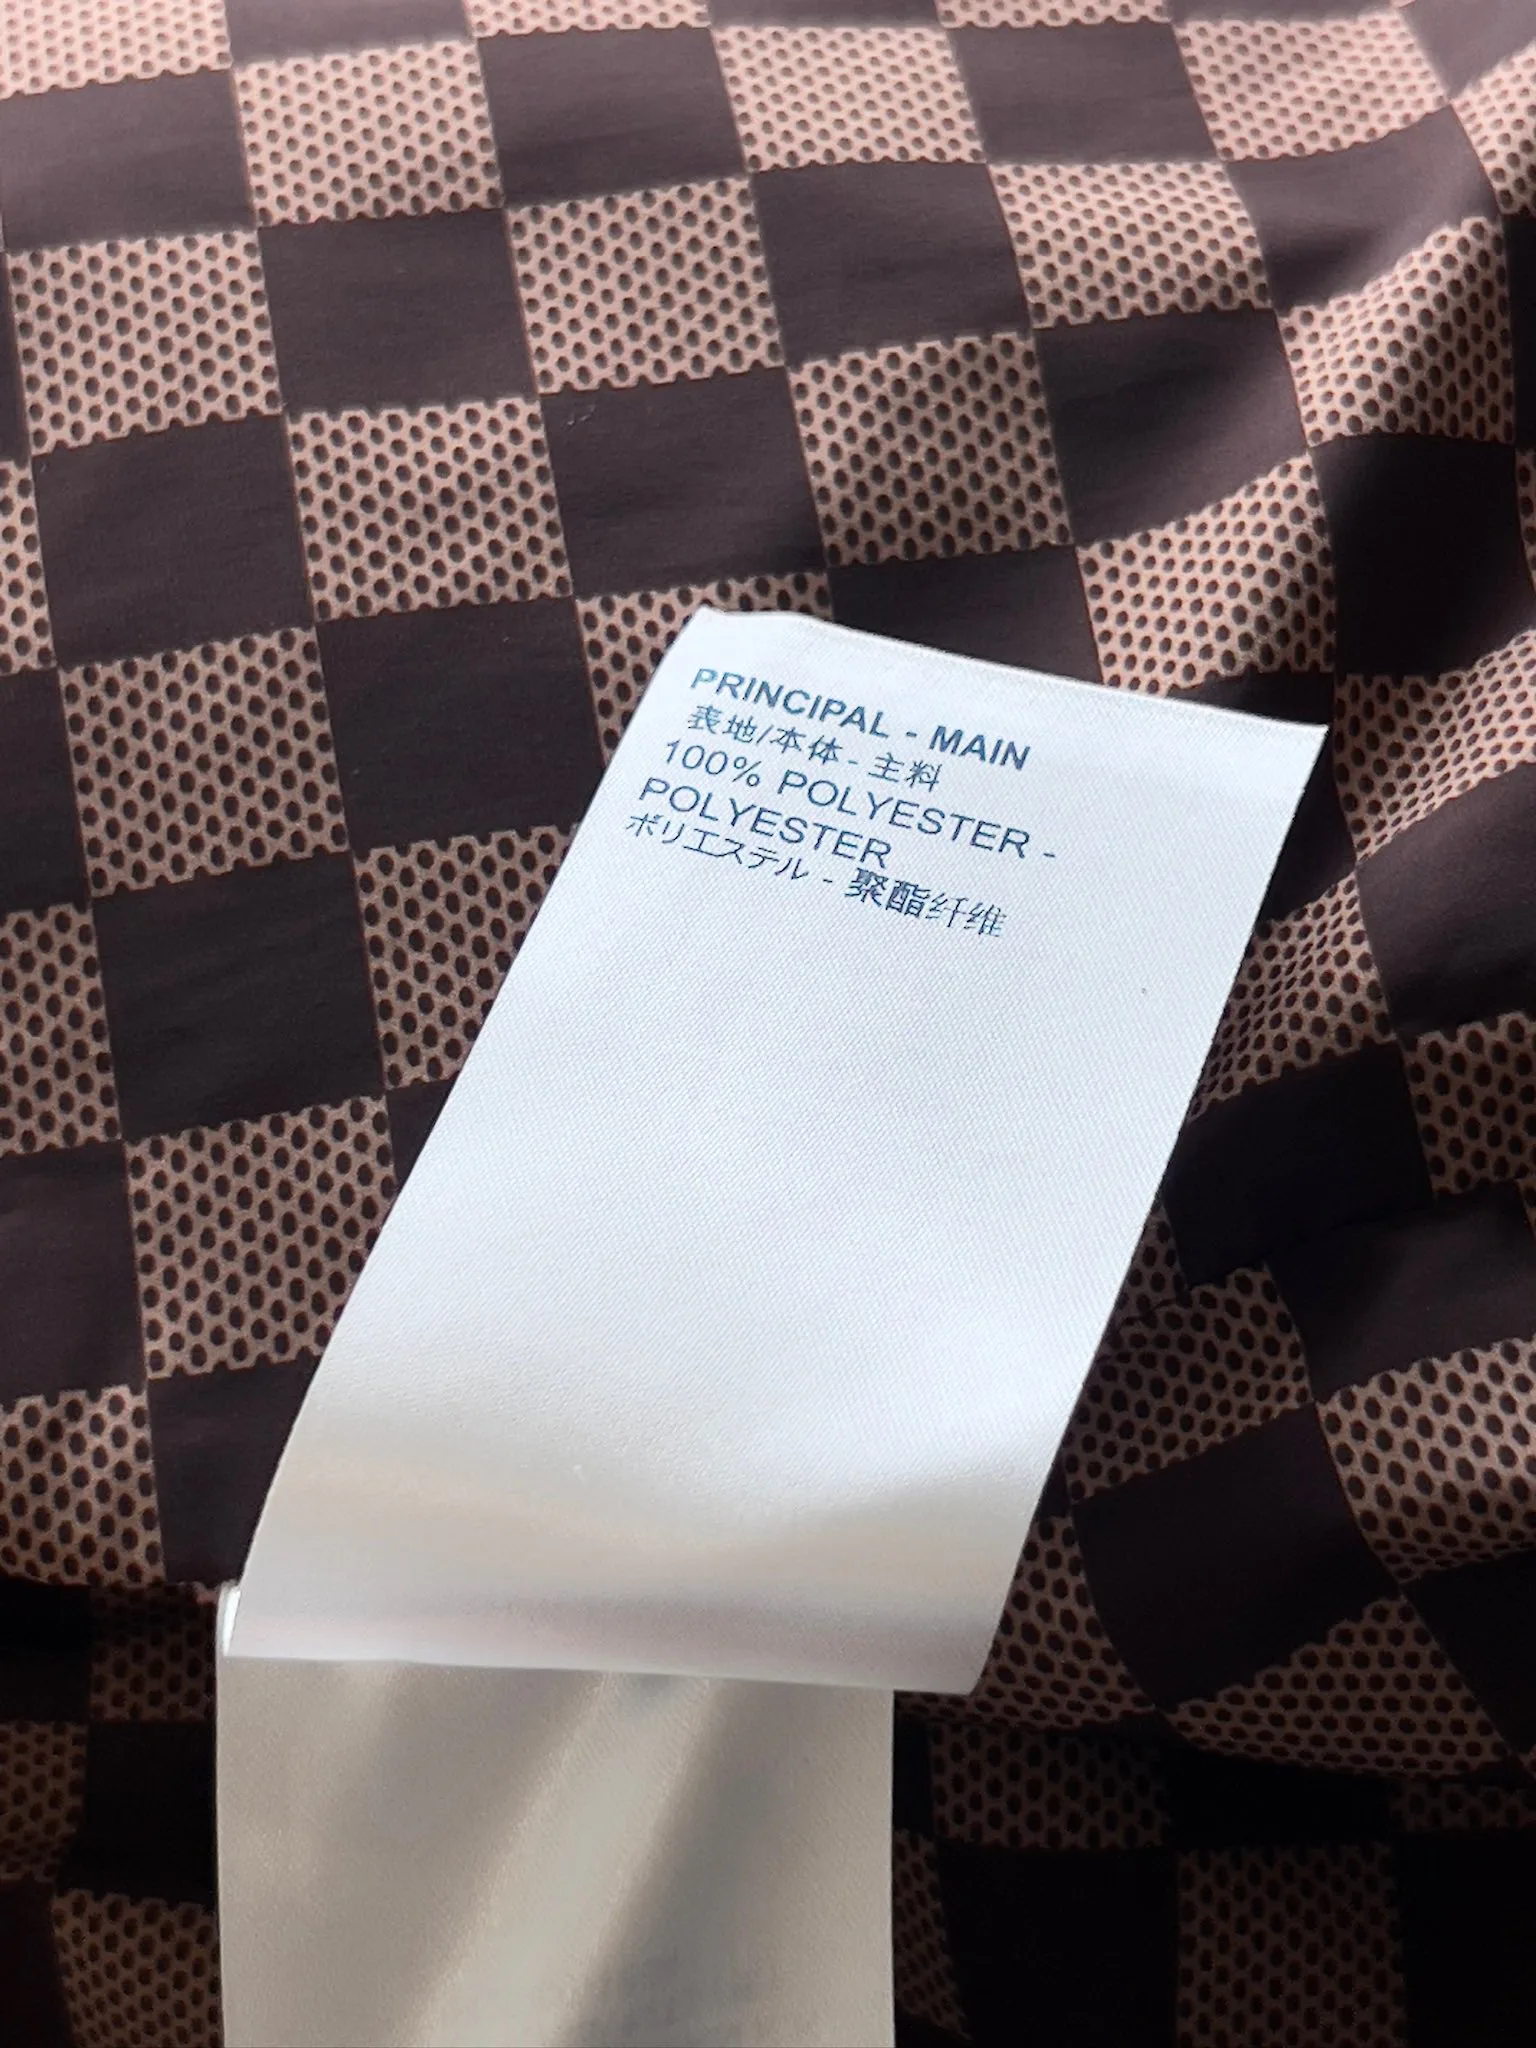 PRINCIPAL - MAIN
表地/本体 - 主料
100% POLYESTER -
POLYESTER
ポリエステル - 聚酯纤维